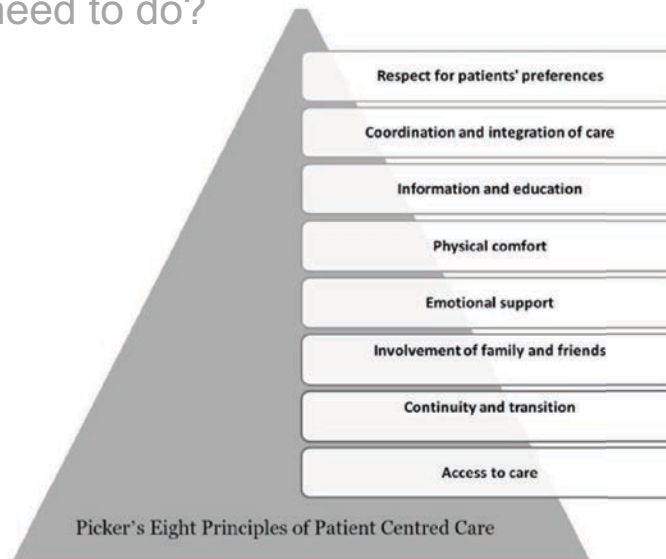 need to do?
Respect for patients' preferences
Coordination and integration of care
Information and education
Physical comfort
Emotional support
Involvement of family and friends
Continuity and transition
Access to care
Picker's Eight Principles of Patient Centred Care